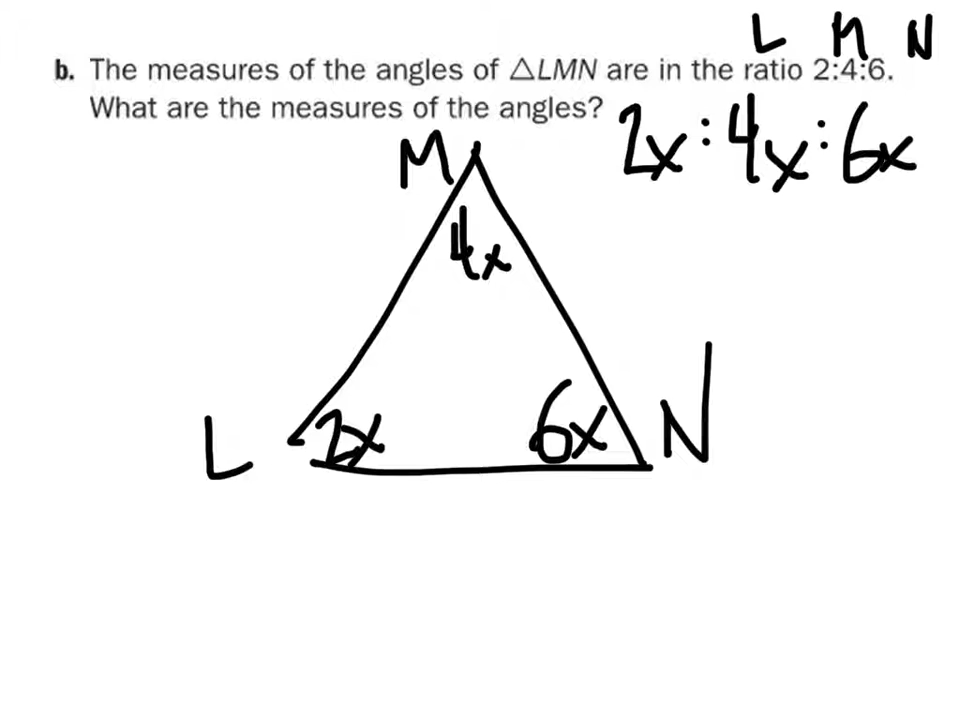 L M N
b. The measures of the angles of △LMN are in the ratio 2:4:6.
What are the measures of the angles?
2x : 4x : 6x
M
4x
L 2x 6x N